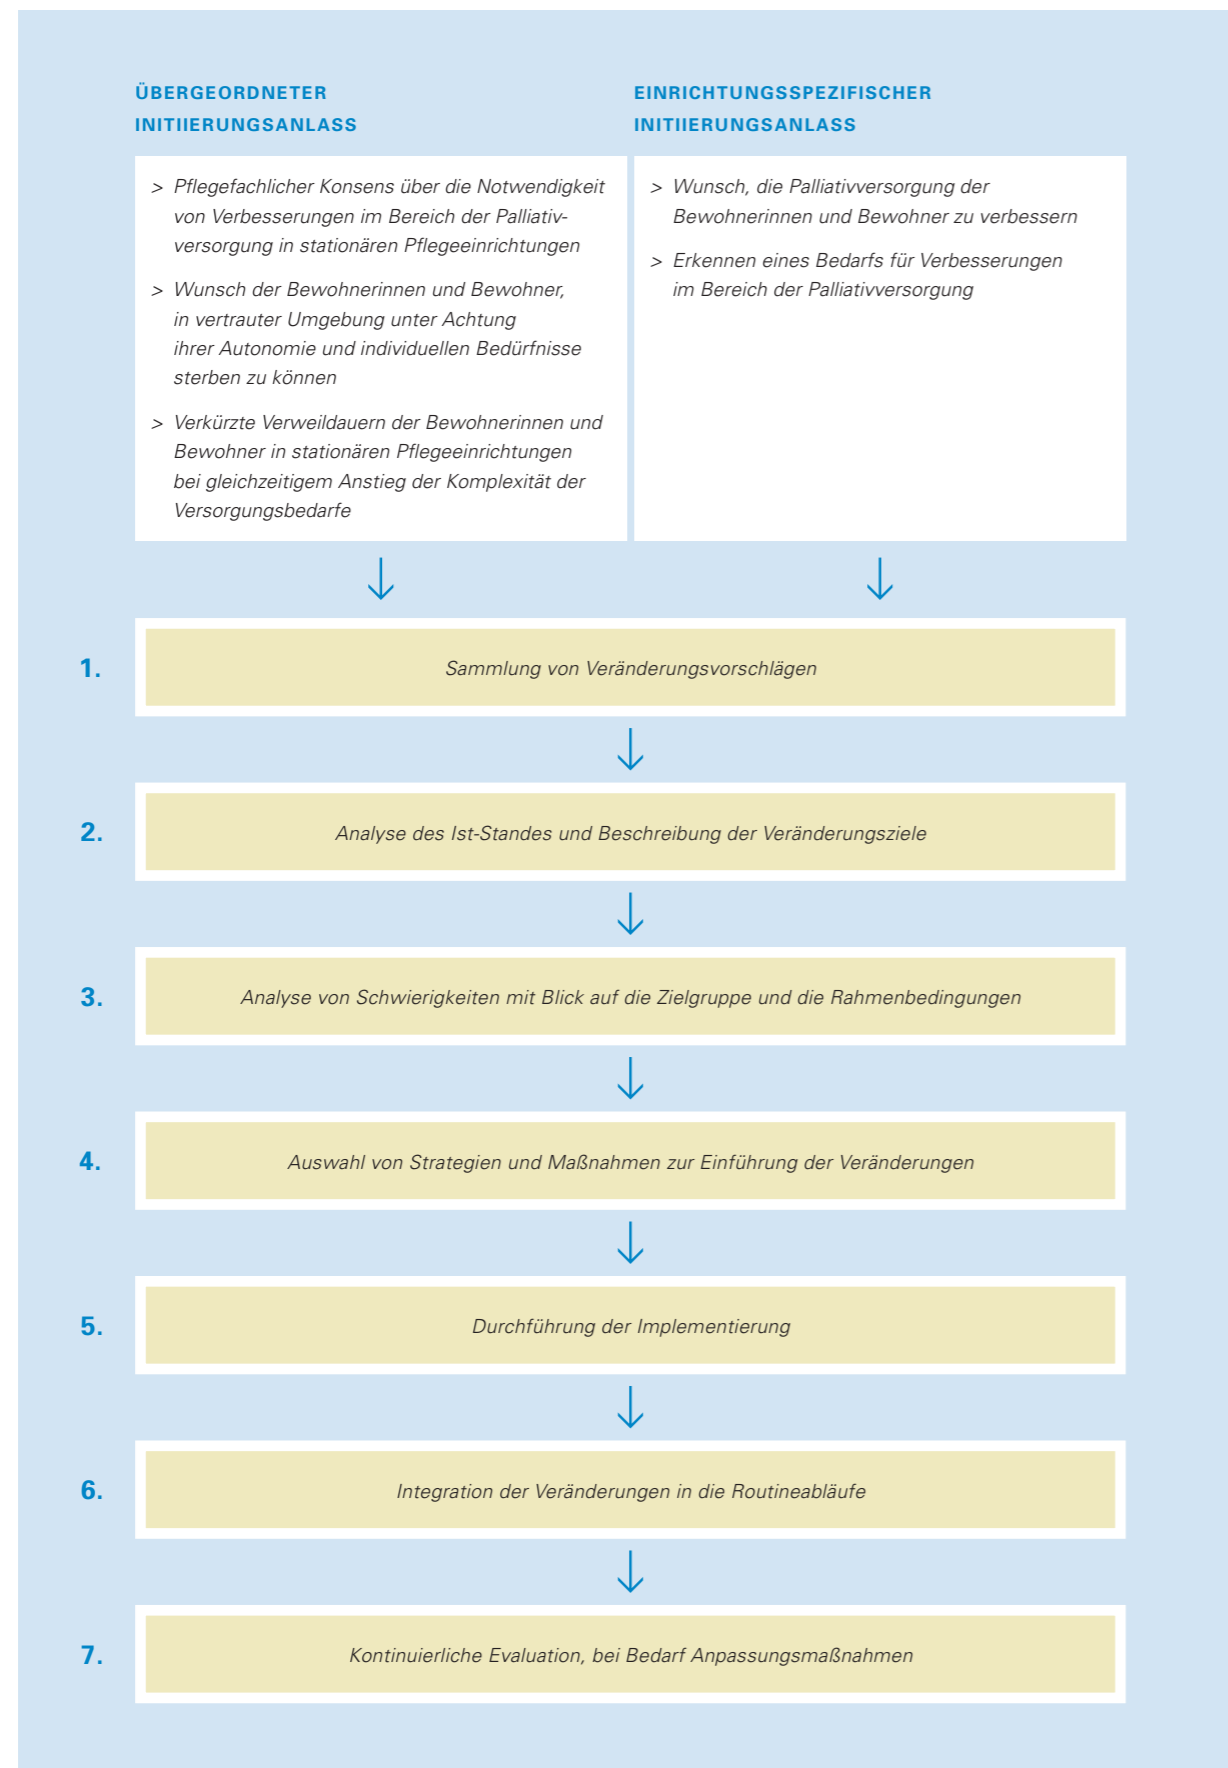 ÜBERGEORDNETER
INITIIERUNGSANLASS
> Pflegefachlicher Konsens über die Notwendigkeit
von Verbesserungen im Bereich der Palliativ-
versorgung in stationären Pflegeeinrichtungen
> Wunsch der Bewohnerinnen und Bewohner,
in vertrauter Umgebung unter Achtung
ihrer Autonomie und individuellen Bedürfnisse
sterben zu können
> Verkürzte Verweildauern der Bewohnerinnen und
Bewohner in stationären Pflegeeinrichtungen
bei gleichzeitigem Anstieg der Komplexität der
Versorgungsbedarfe
EINRICHTUNGSSPEZIFISCHER
INITIIERUNGSANLASS
> Wunsch, die Palliativversorgung der
Bewohnerinnen und Bewohner zu verbessern
> Erkennen eines Bedarfs für Verbesserungen
im Bereich der Palliativversorgung
1. Sammlung von Veränderungsvorschlägen
2. Analyse des Ist-Standes und Beschreibung der Veränderungsziele
3. Analyse von Schwierigkeiten mit Blick auf die Zielgruppe und die Rahmenbedingungen
4. Auswahl von Strategien und Maßnahmen zur Einführung der Veränderungen
5. Durchführung der Implementierung
6. Integration der Veränderungen in die Routineabläufe
7. Kontinuierliche Evaluation, bei Bedarf Anpassungsmaßnahmen